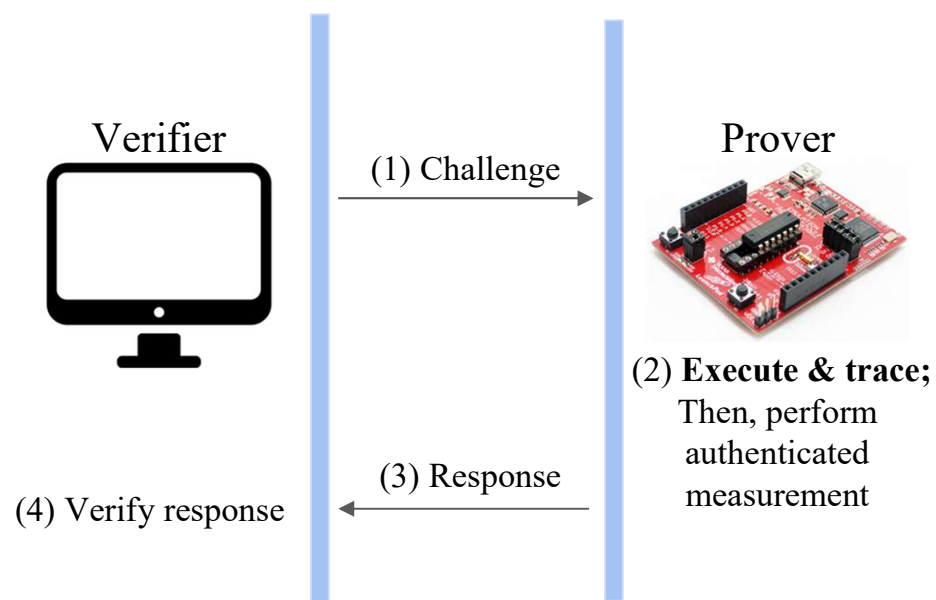 Verifier
Prover
(1) Challenge
(2) Execute & trace;
Then, perform
authenticated
measurement
(3) Response
(4) Verify response